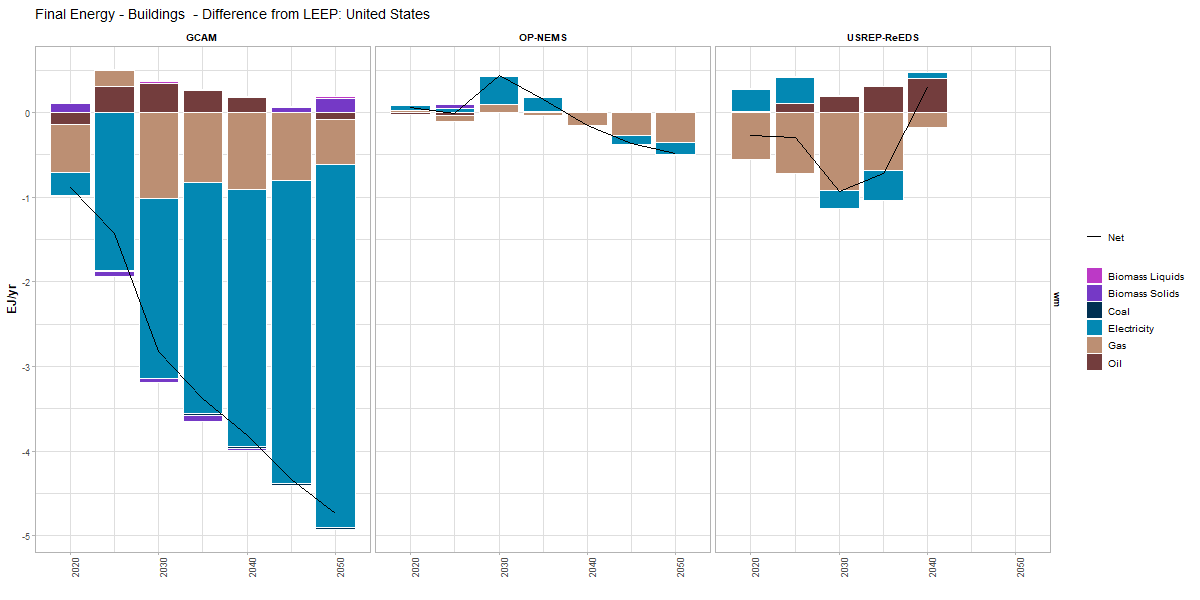 Final Energy - Buildings  - Difference from LEEP: United States
GCAM
OP-NEMS
USREP-ReEDS
EJ/yr
0
-1
-2
-3
-4
-5
2020
2030
2040
2050
2020
2030
2040
2050
2020
2030
2040
2050
wm
Net
Biomass Liquids
Biomass Solids
Coal
Electricity
Gas
Oil